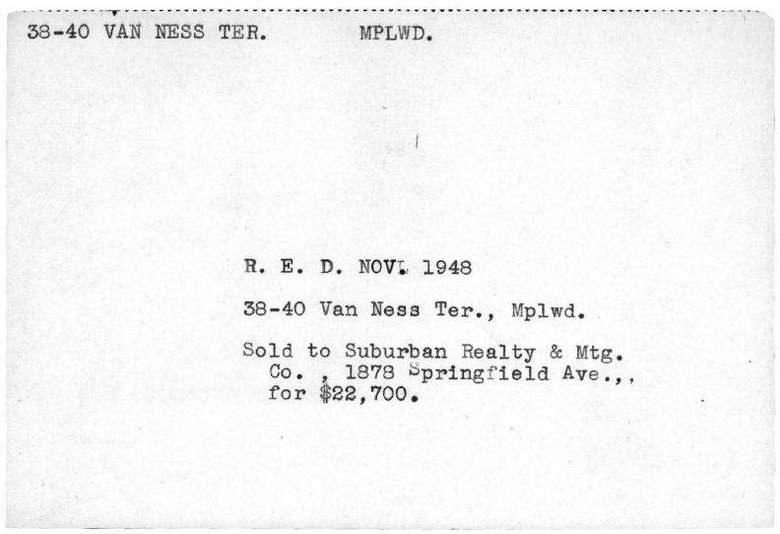 38-40 VAN NESS TER. MPLWD.
R. E. D. NOV. 1948
38-40 Van Ness Ter., Mplwd.
Sold to Suburban Realty & Mtg.
Co. , 1878 Springfield Ave.,,
for $22,700.